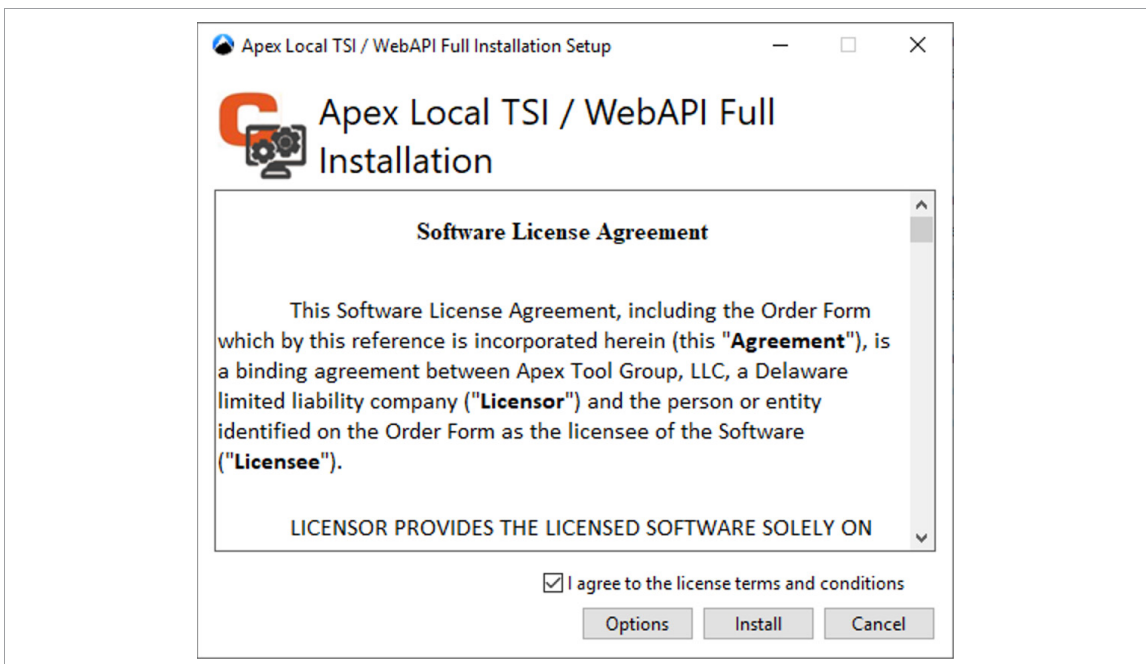 Apex Local TSI / WebAPI Full Installation Setup
Apex Local TSI / WebAPI Full
Installation
Software License Agreement
This Software License Agreement, including the Order Form
which by this reference is incorporated herein (this "Agreement"), is
a binding agreement between Apex Tool Group, LLC, a Delaware
limited liability company ("Licensor") and the person or entity
identified on the Order Form as the licensee of the Software
("Licensee").
LICENSOR PROVIDES THE LICENSED SOFTWARE SOLELY ON
I agree to the license terms and conditions
Options Install Cancel